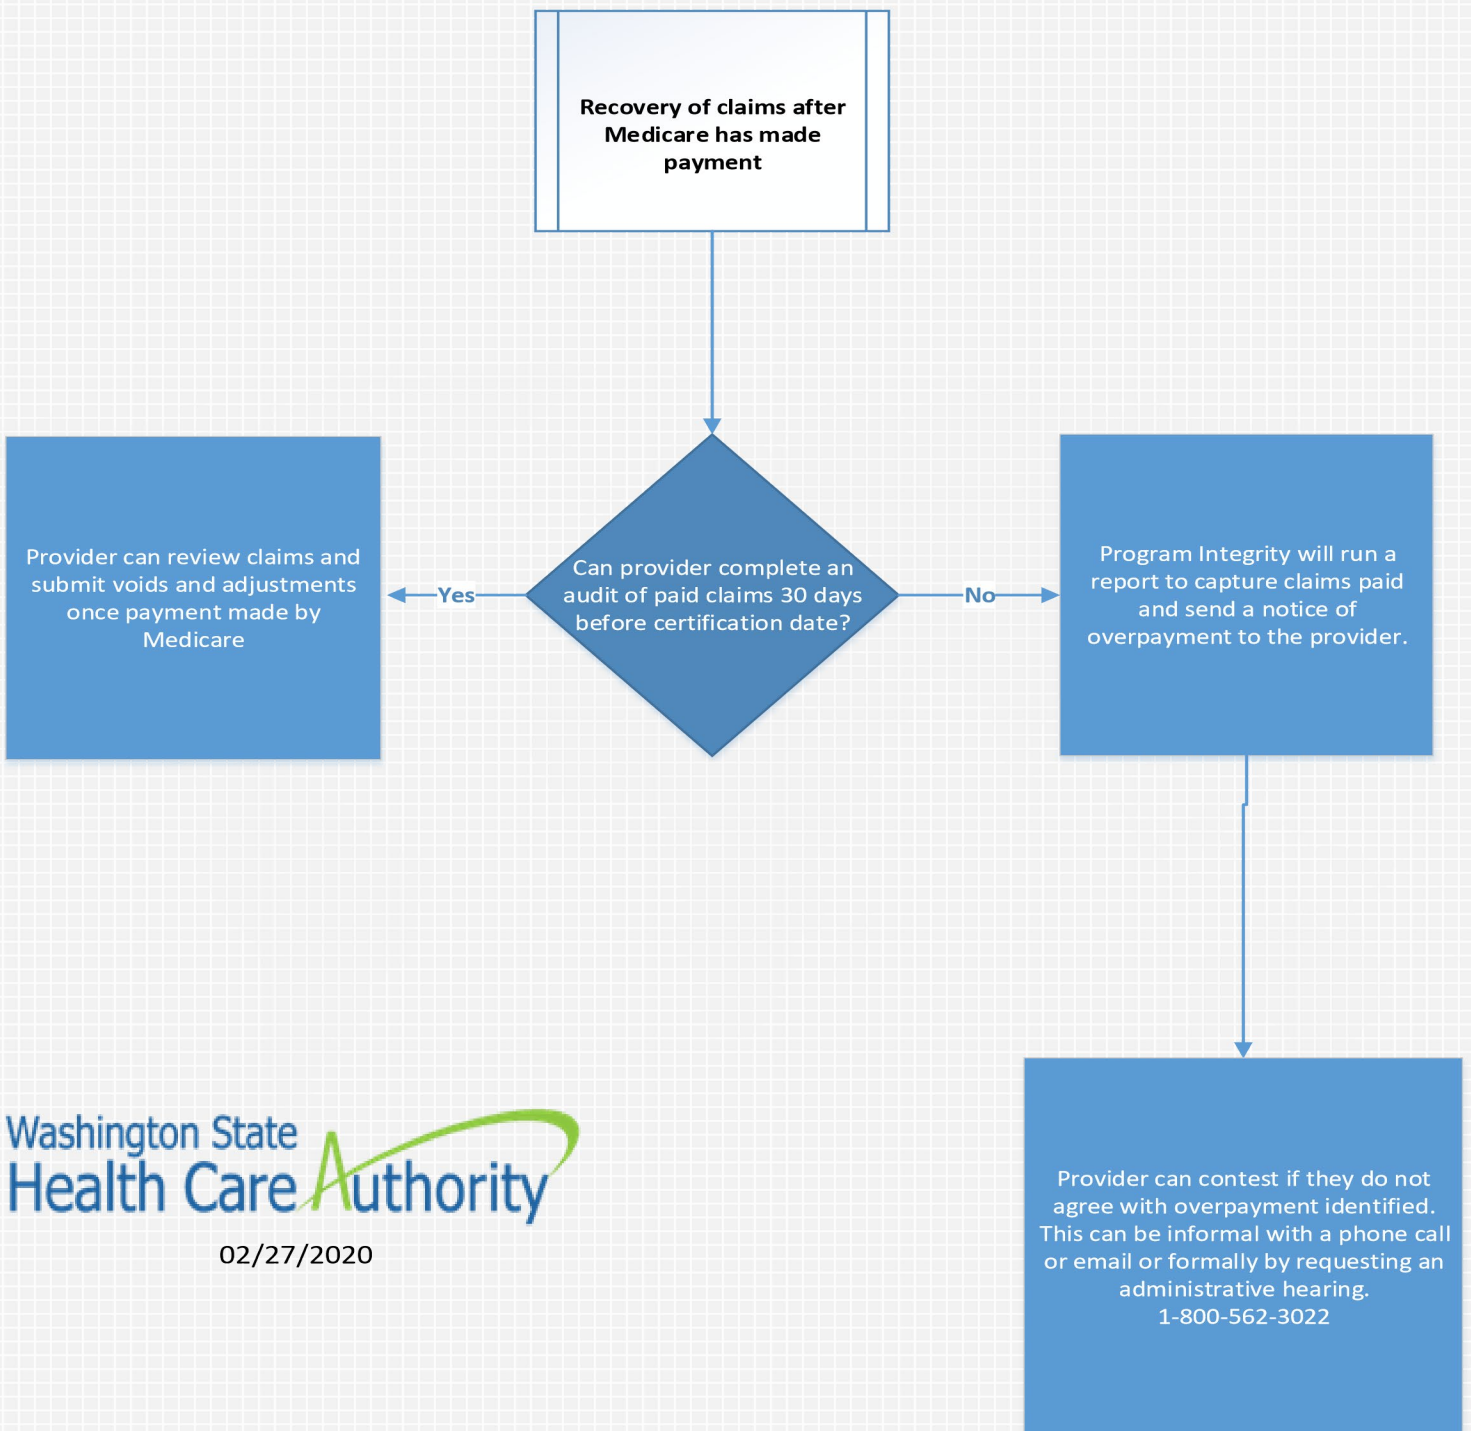 Recovery of claims after
Medicare has made
payment
Provider can review claims and
submit voids and adjustments
once payment made by
Medicare
Yes
Can provider complete an
audit of paid claims 30 days
before certification date?
No
Program Integrity will run a
report to capture claims paid
and send a notice of
overpayment to the provider.
Provider can contest if they do not
agree with overpayment identified.
This can be informal with a phone call
or email or formally by requesting an
administrative hearing.
1-800-562-3022
Washington State
Health Care Authority
02/27/2020